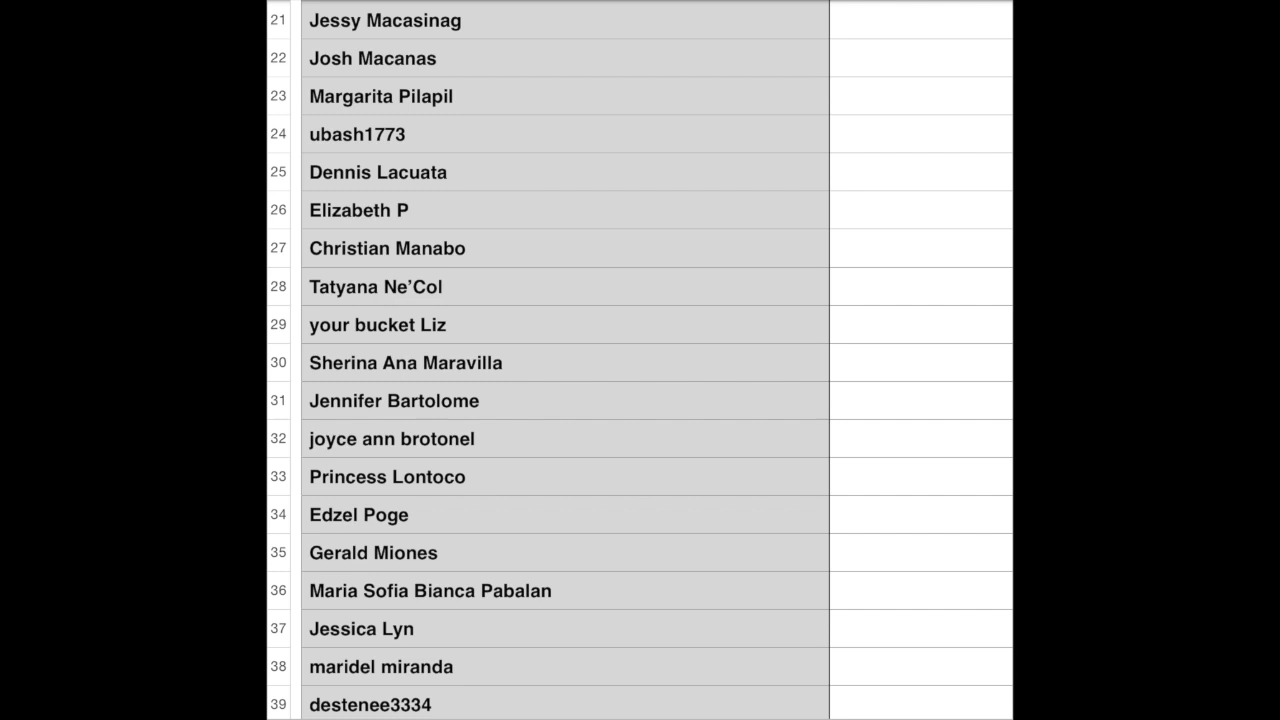 21 Jessy Macasinag
22 Josh Macanas
23 Margarita Pilapil
24 ubash1773
25 Dennis Lacuata
26 Elizabeth P
27 Christian Manabo
28 Tatyana Ne’Col
29 your bucket Liz
30 Sherina Ana Maravilla
31 Jennifer Bartolome
32 joyce ann brotonel
33 Princess Lontoco
34 Edzel Poge
35 Gerald Miones
36 Maria Sofia Bianca Pabalan
37 Jessica Lyn
38 maridel miranda
39 destenee3334